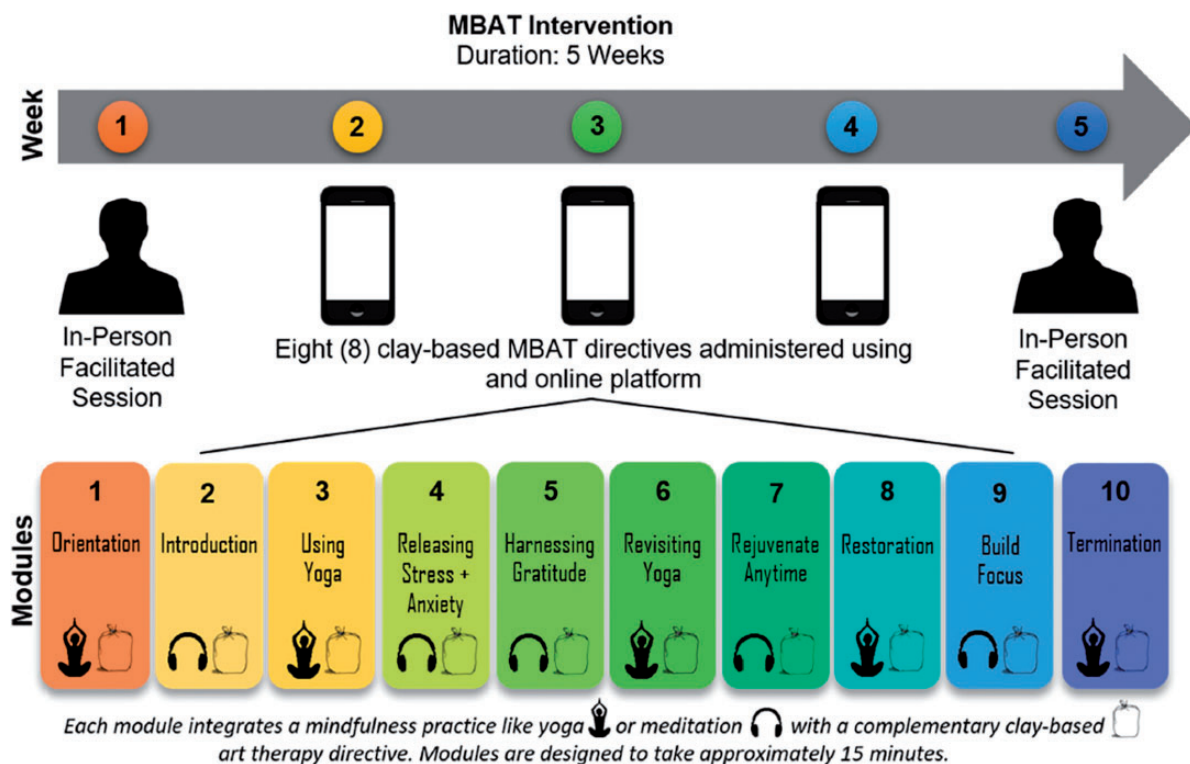 MBAT Intervention
Duration: 5 Weeks
Week
1
2
3
4
5
In-Person
Facilitated
Session
Eight (8) clay-based MBAT directives administered using
and online platform
In-Person
Facilitated
Session
Modules
1
Orientation
2
Introduction
3
Using
Yoga
4
Releasing
Stress +
Anxiety
5
Harnessing
Gratitude
6
Revisiting
Yoga
7
Rejuvenate
Anytime
8
Restoration
9
Build
Focus
10
Termination
Each module integrates a mindfulness practice like yoga or meditation with a complementary clay-based
art therapy directive. Modules are designed to take approximately 15 minutes.